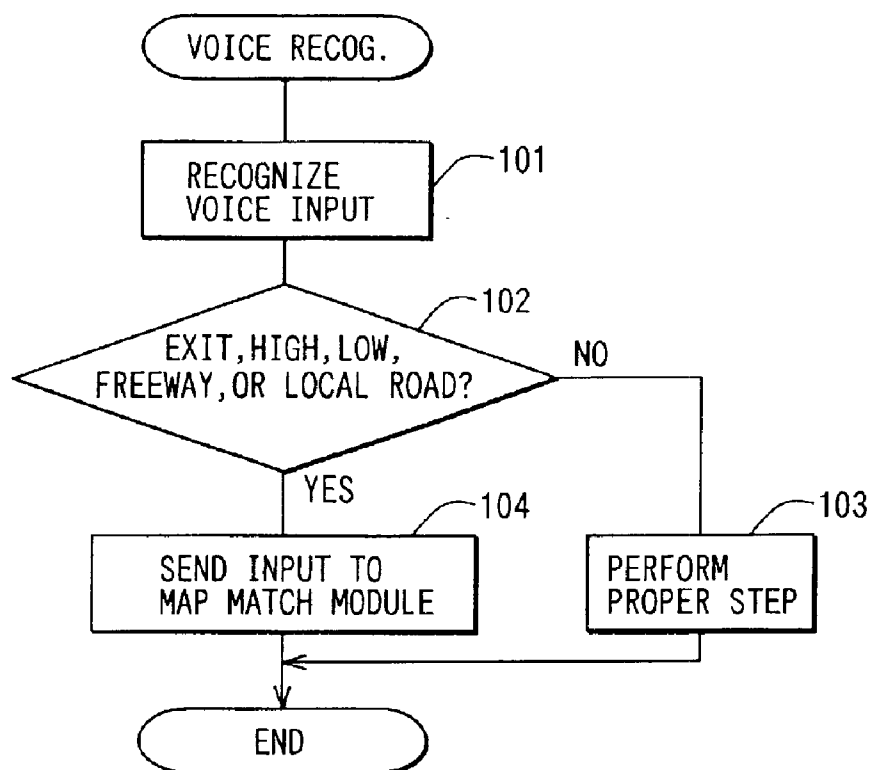 VOICE RECOG.
RECOGNIZE
VOICE INPUT
101
EXIT,HIGH,LOW,
FREEWAY,OR LOCAL ROAD?
102
NO
YES
SEND INPUT TO
MAP MATCH MODULE
104
PERFORM
PROPER STEP
103
END